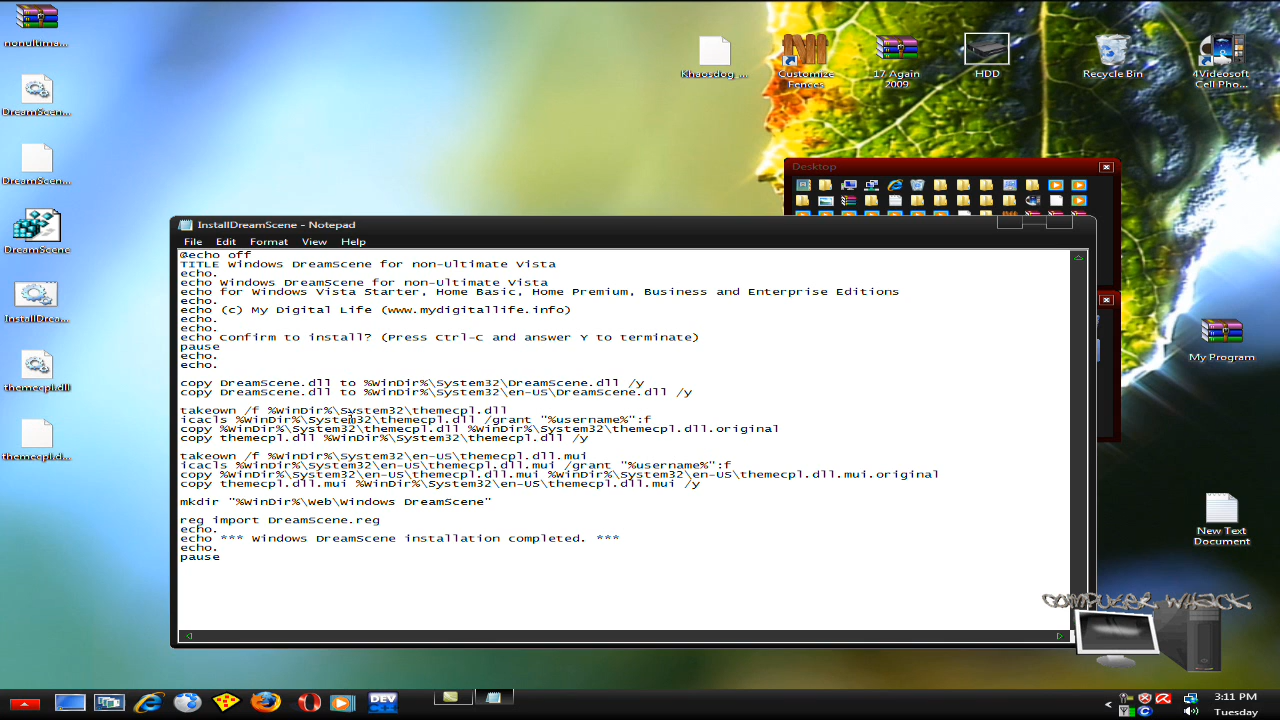 nonultima...
DreamScen...
DreamScen...
DreamScene
InstallDrea...
themecpl.dll
themecpl.d...
Khaosdog_...
Customize
Fences
17 Again
2009
HDD
Recycle Bin
4Videosoft
Cell Pho...
Desktop
My Program
New Text
Document
InstallDreamScene - Notepad
File Edit Format View Help
@echo off
TITLE Windows DreamScene for non-Ultimate Vista
echo.
echo Windows DreamScene for non-Ultimate Vista
echo for Windows Vista Starter, Home Basic, Home Premium, Business and Enterprise Editions
echo.
echo (c) My Digital Life (www.mydigitallife.info)
echo.
echo.
echo Confirm to install? (Press Ctrl-C and answer Y to terminate)
pause
echo.
echo.
copy DreamScene.dll to %WinDir%\System32\DreamScene.dll /y
copy DreamScene.dll to %WinDir%\System32\en-US\DreamScene.dll /y
takeown /f %WinDir%\System32\themecpl.dll
icacls %WinDir%\System32\themecpl.dll /grant "%username%":f
copy %WinDir%\System32\themecpl.dll %WinDir%\System32\themecpl.dll.original
copy themecpl.dll %WinDir%\System32\themecpl.dll /y
takeown /f %WinDir%\System32\en-US\themecpl.dll.mui
icacls %WinDir%\System32\en-US\themecpl.dll.mui /grant "%username%":f
copy %WinDir%\System32\en-US\themecpl.dll.mui %WinDir%\System32\en-US\themecpl.dll.mui.original
copy themecpl.dll.mui %WinDir%\System32\en-US\themecpl.dll.mui /y
mkdir "%WinDir%\Web\Windows DreamScene"
reg import DreamScene.reg
echo.
echo *** Windows DreamScene installation completed. ***
echo.
pause
COMPUTER WHACK
DEV
3:11 PM
Tuesday